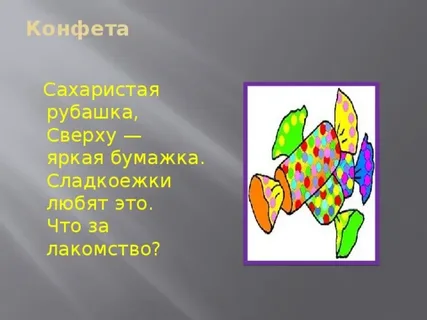 Конфета
Сахаристая
рубашка,
Сверху —
яркая бумажка.
Сладкоежки
любят это.
Что за
лакомство?